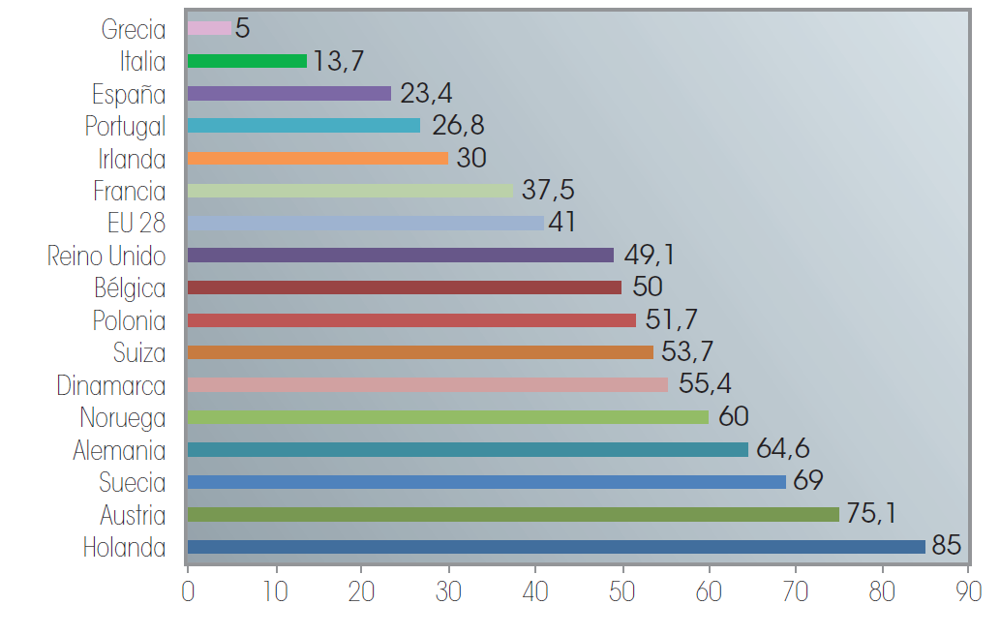 Grecia 5
Italia 13,7
España 23,4
Portugal 26,8
Irlanda 30
Francia 37,5
EU 28 41
Reino Unido 49,1
Bélgica 50
Polonia 51,7
Suiza 53,7
Dinamarca 55,4
Noruega 60
Alemania 64,6
Suecia 69
Austria 75,1
Holanda 85
0 10 20 30 40 50 60 70 80 90